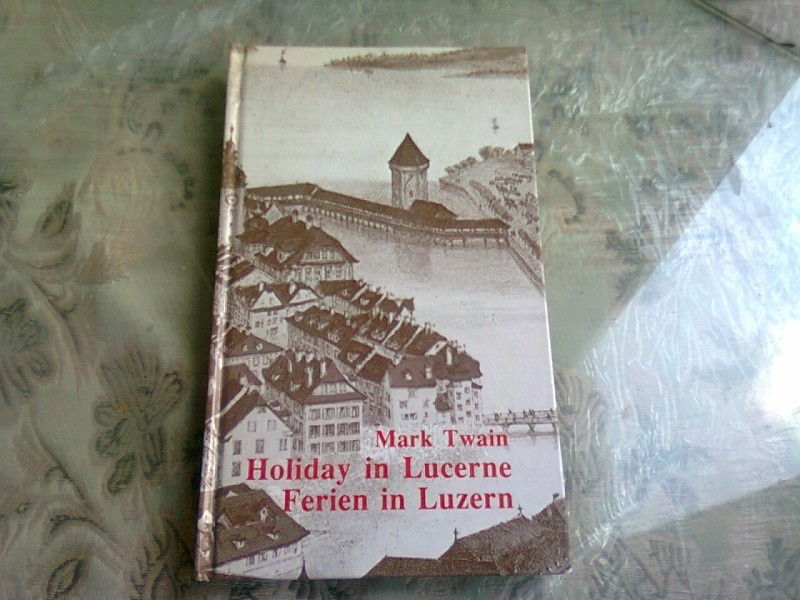 Mark Twain
Holiday in Lucerne
Ferien in Luzern